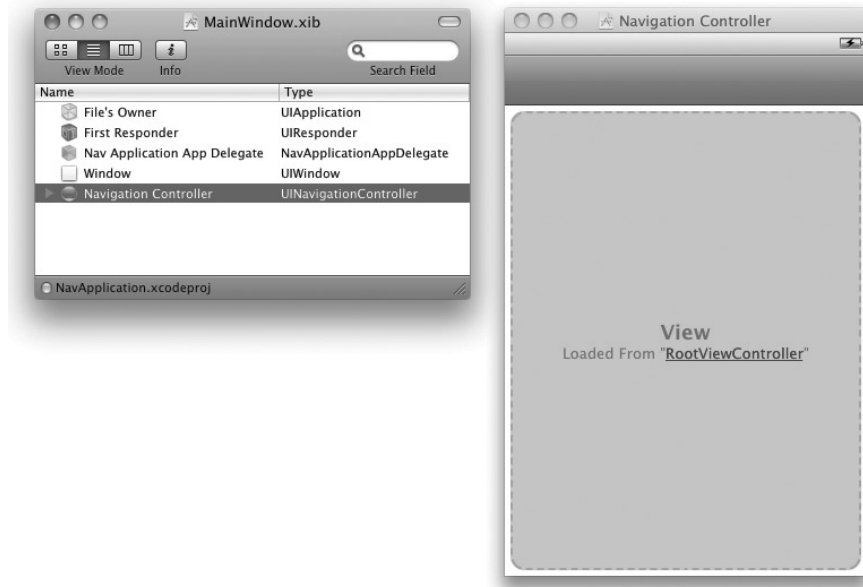 MainWindow.xib
View Mode
Info
Search Field
Name
Type
File's Owner
UIApplication
First Responder
UIResponder
Nav Application App Delegate
NavApplicationAppDelegate
Window
UIWindow
Navigation Controller
UINavigationController
NavApplication.xcodeproj
Navigation Controller
View
Loaded From "RootViewController"